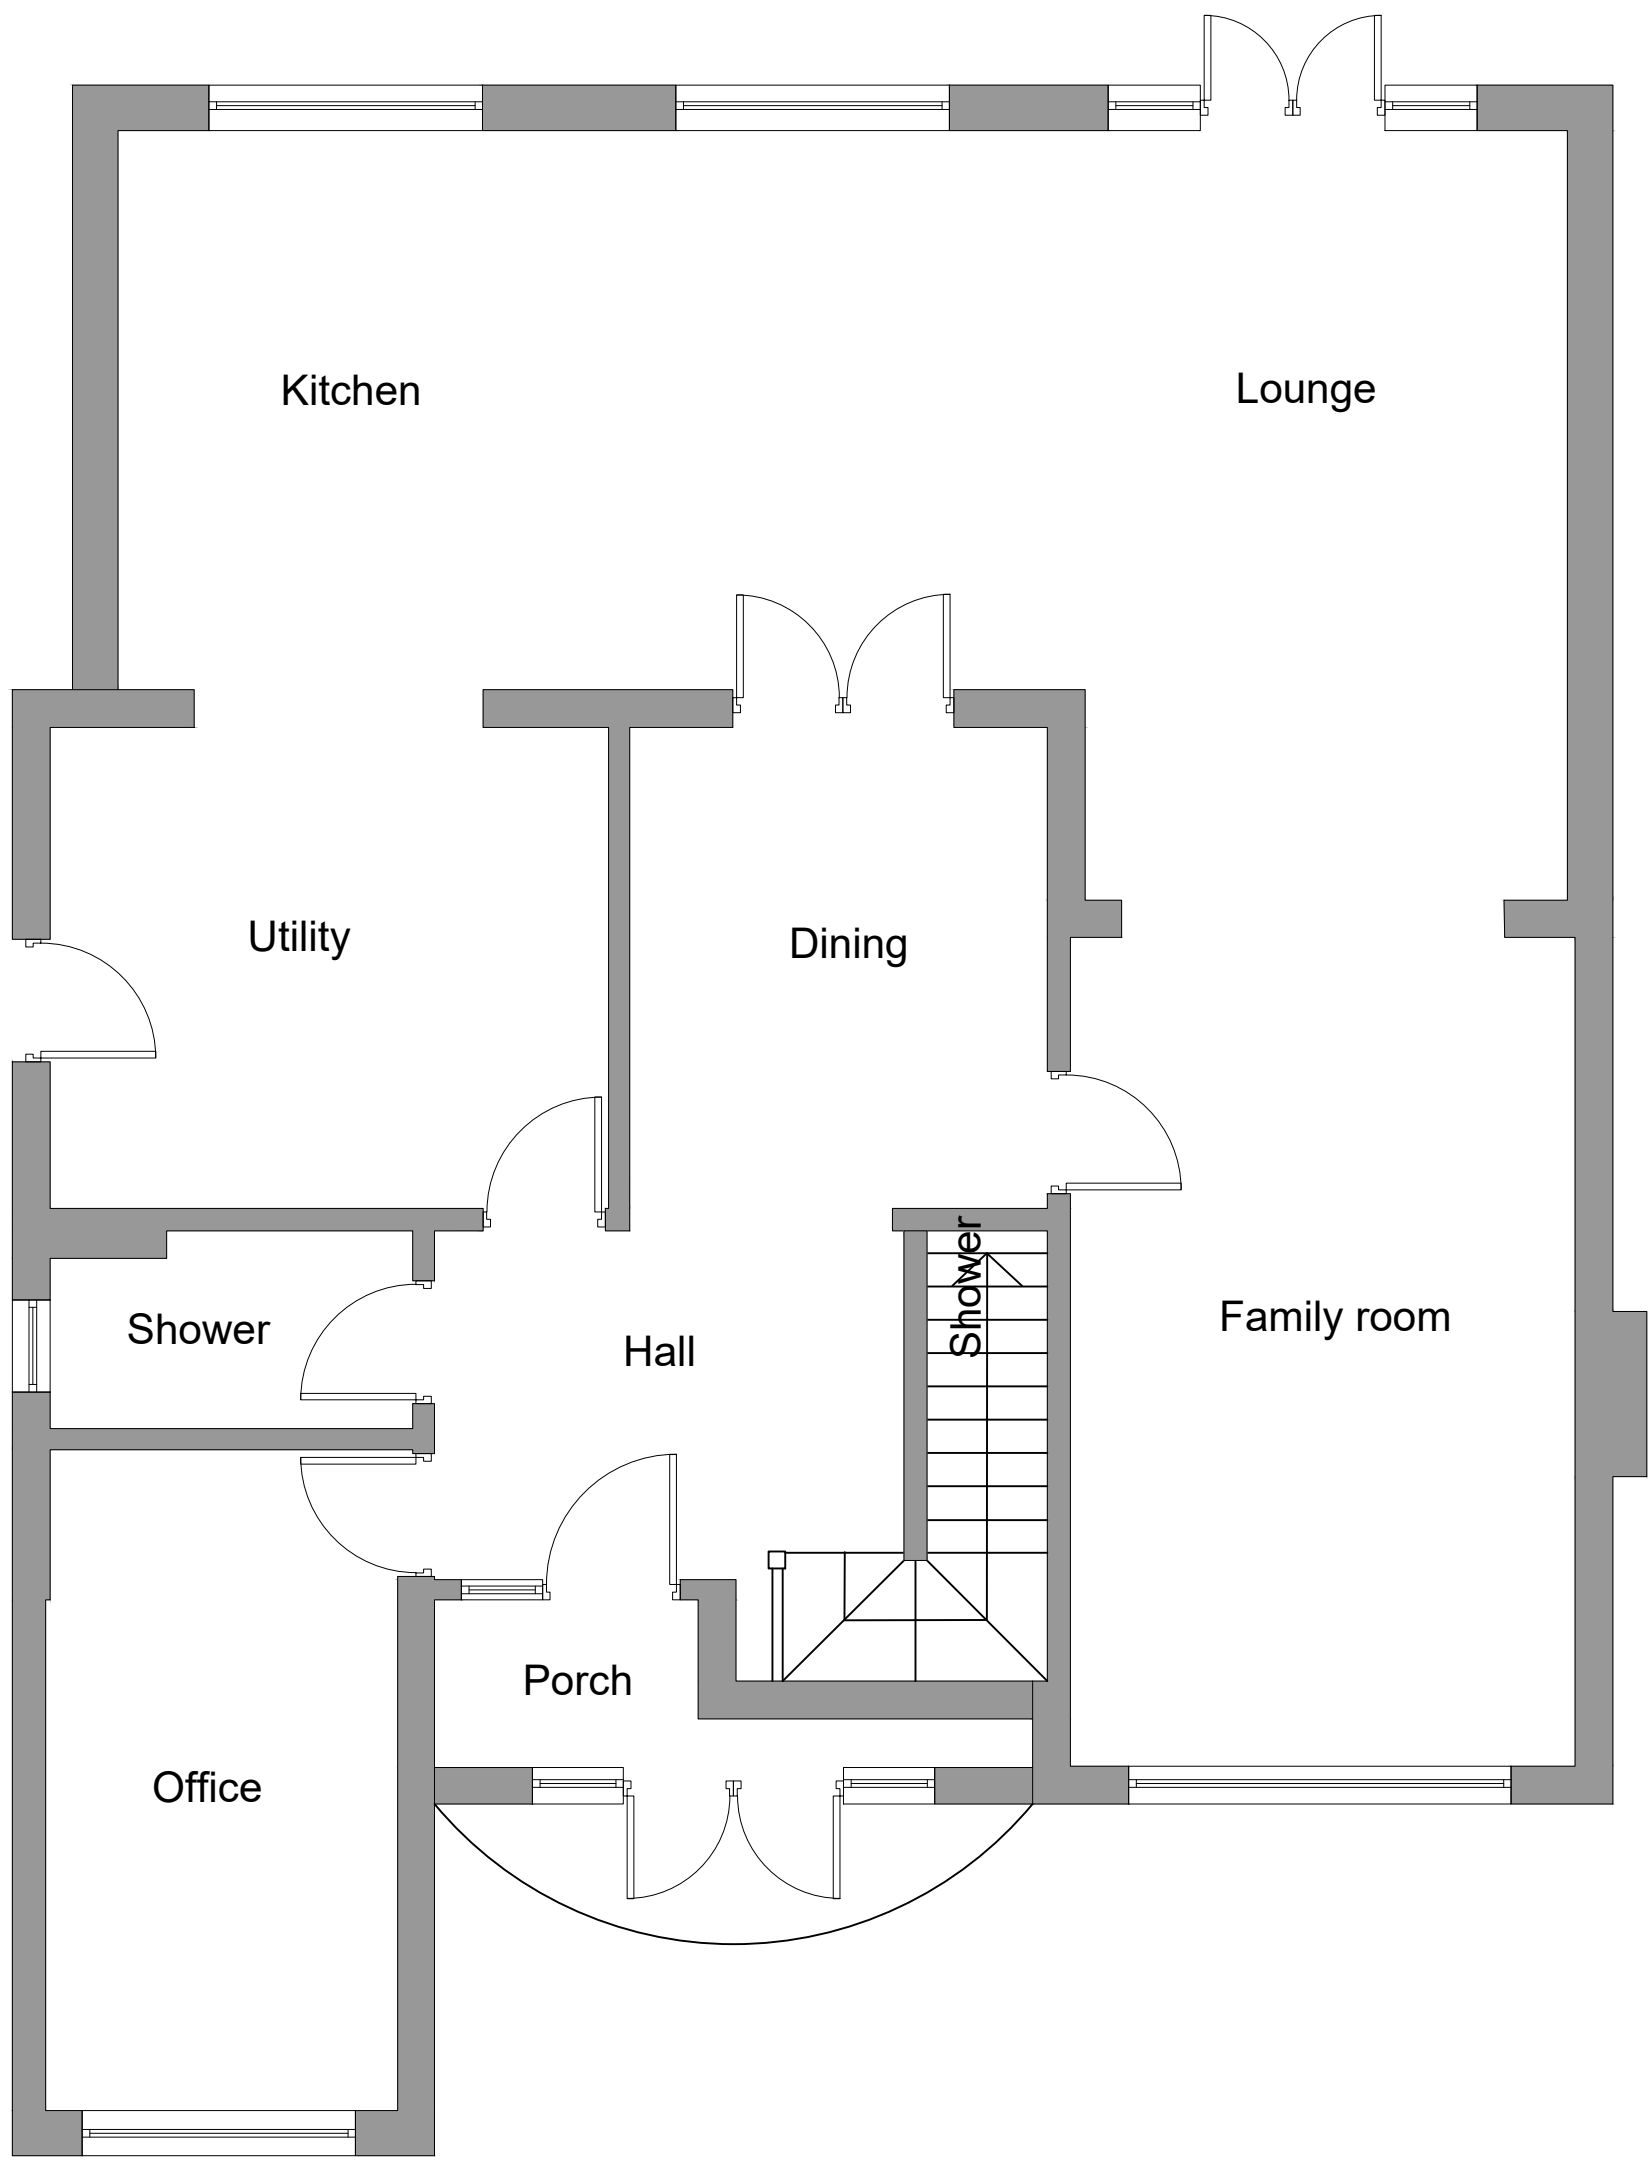 Kitchen
Lounge
Utility
Dining
Shower
Shower
Hall
Family room
Porch
Office